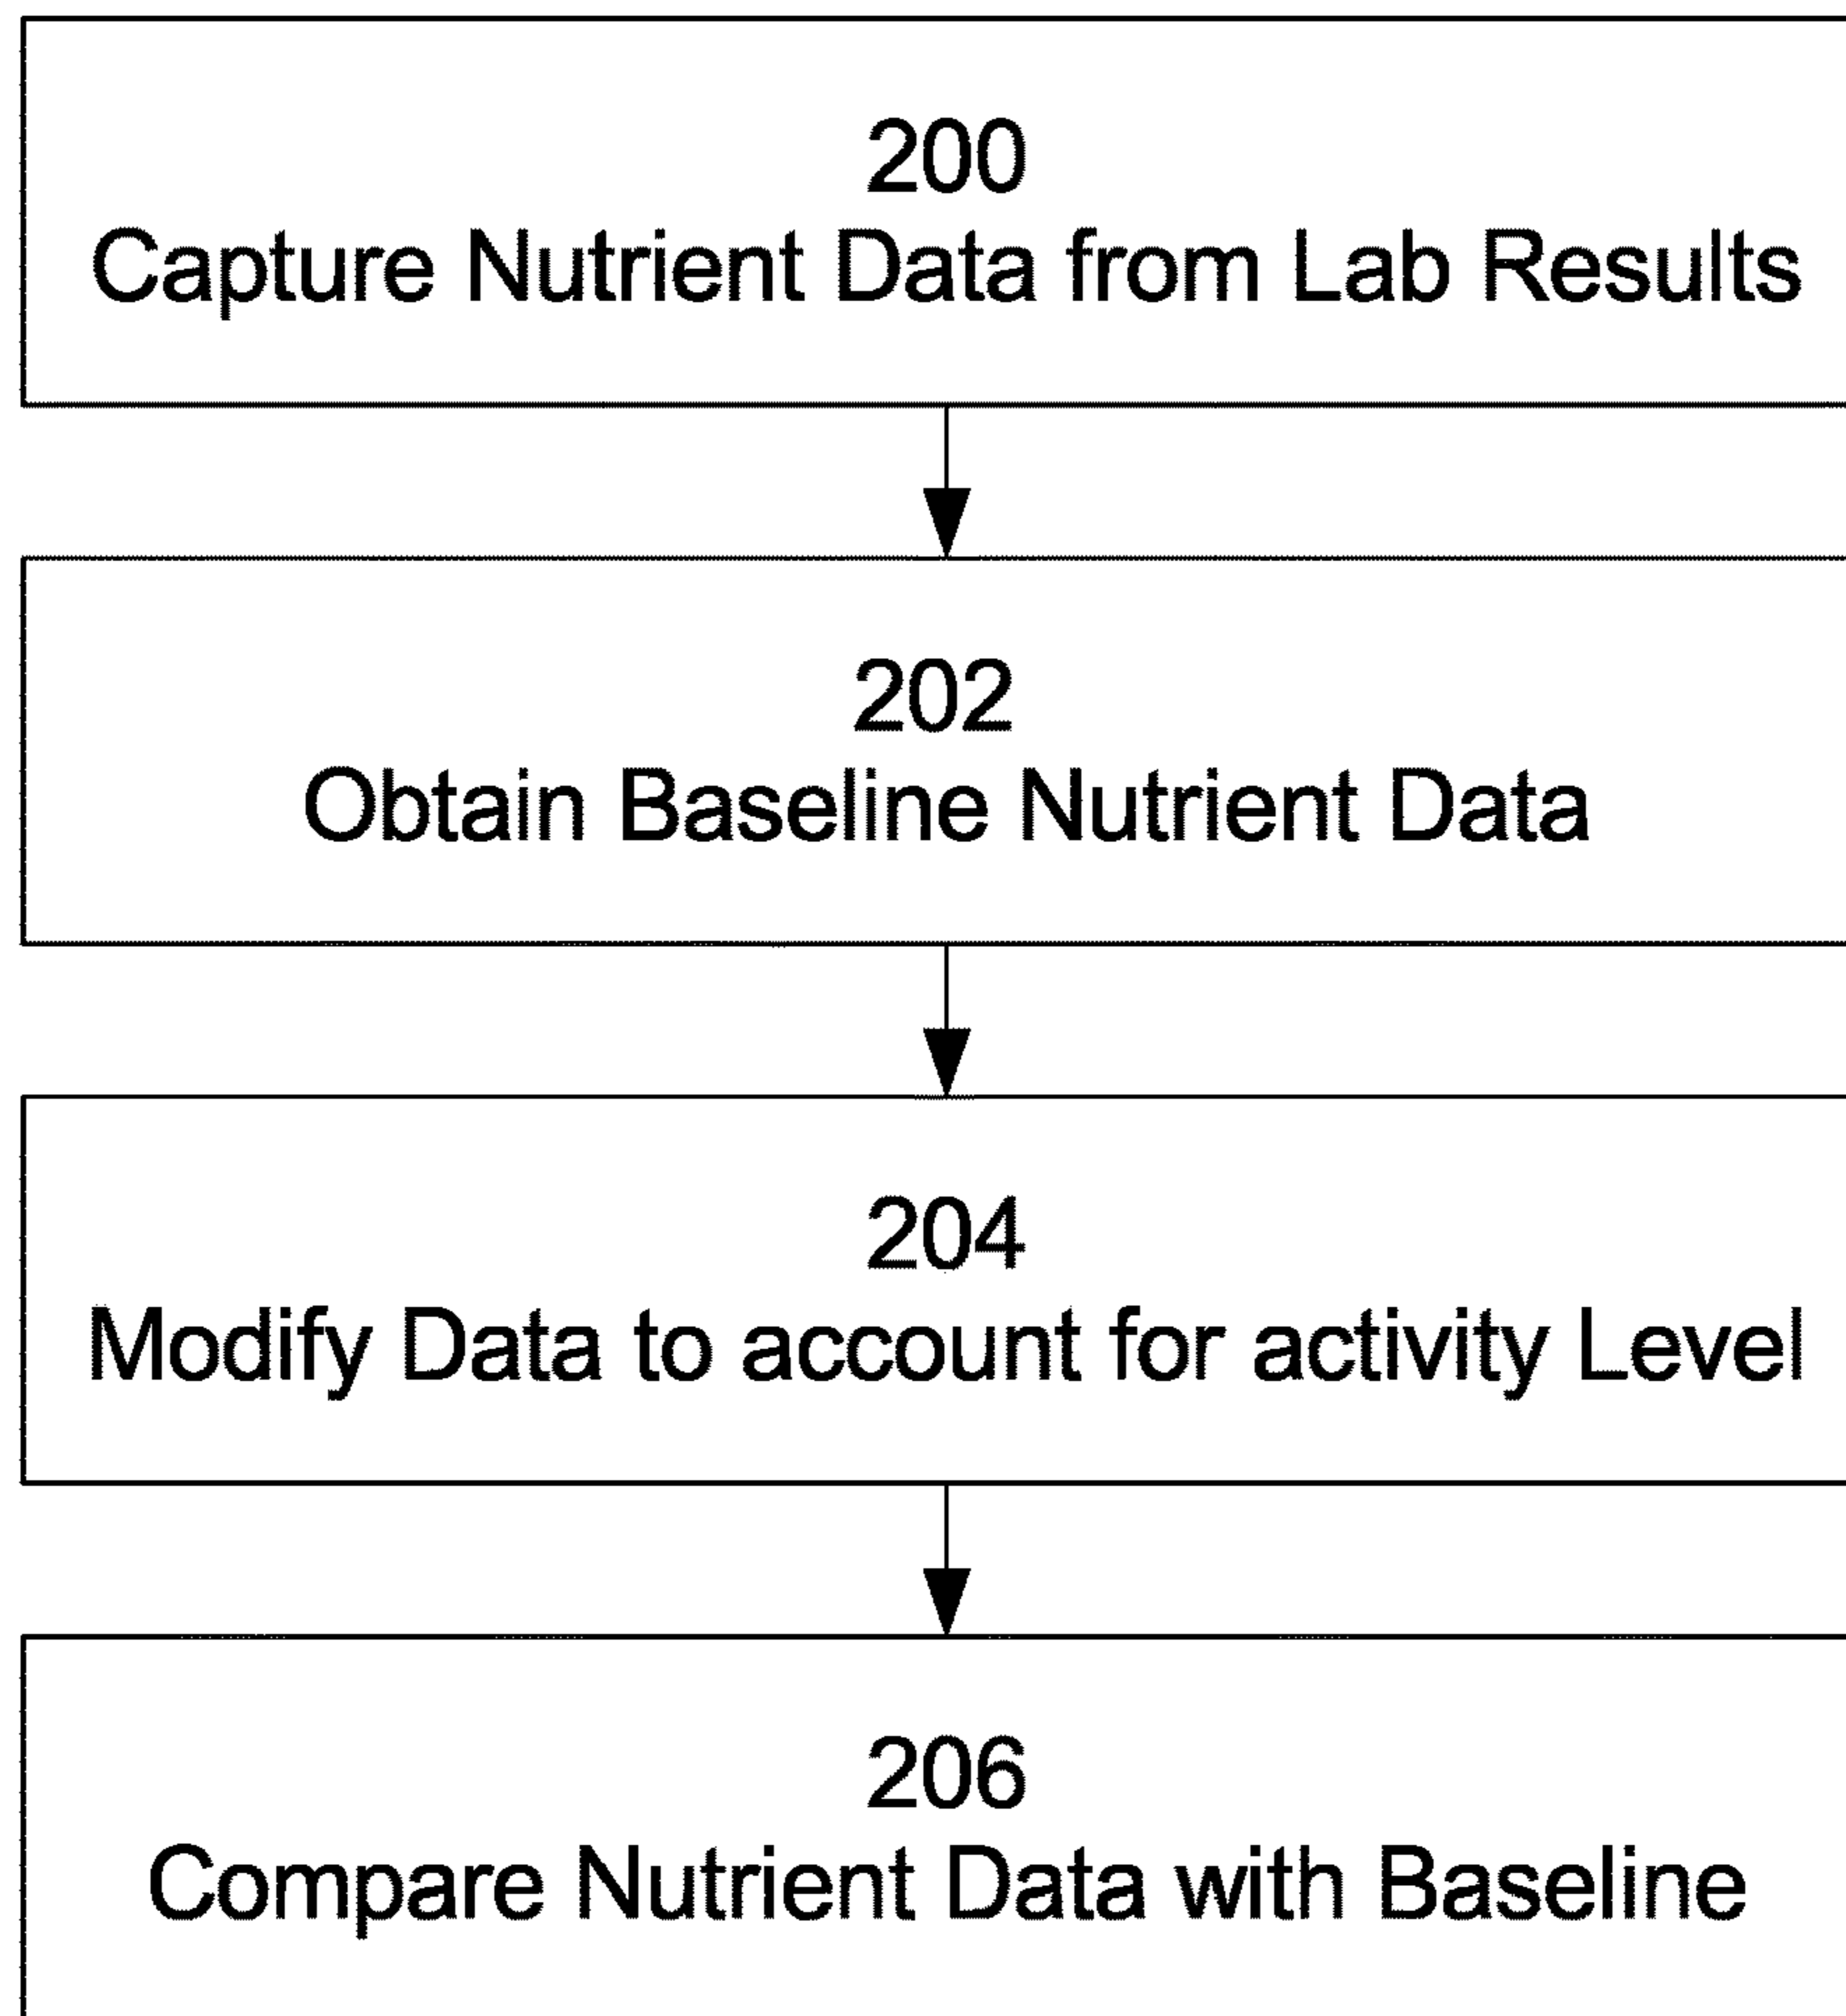 200
Capture Nutrient Data from Lab Results
202
Obtain Baseline Nutrient Data
204
Modify Data to account for activity Level
206
Compare Nutrient Data with Baseline